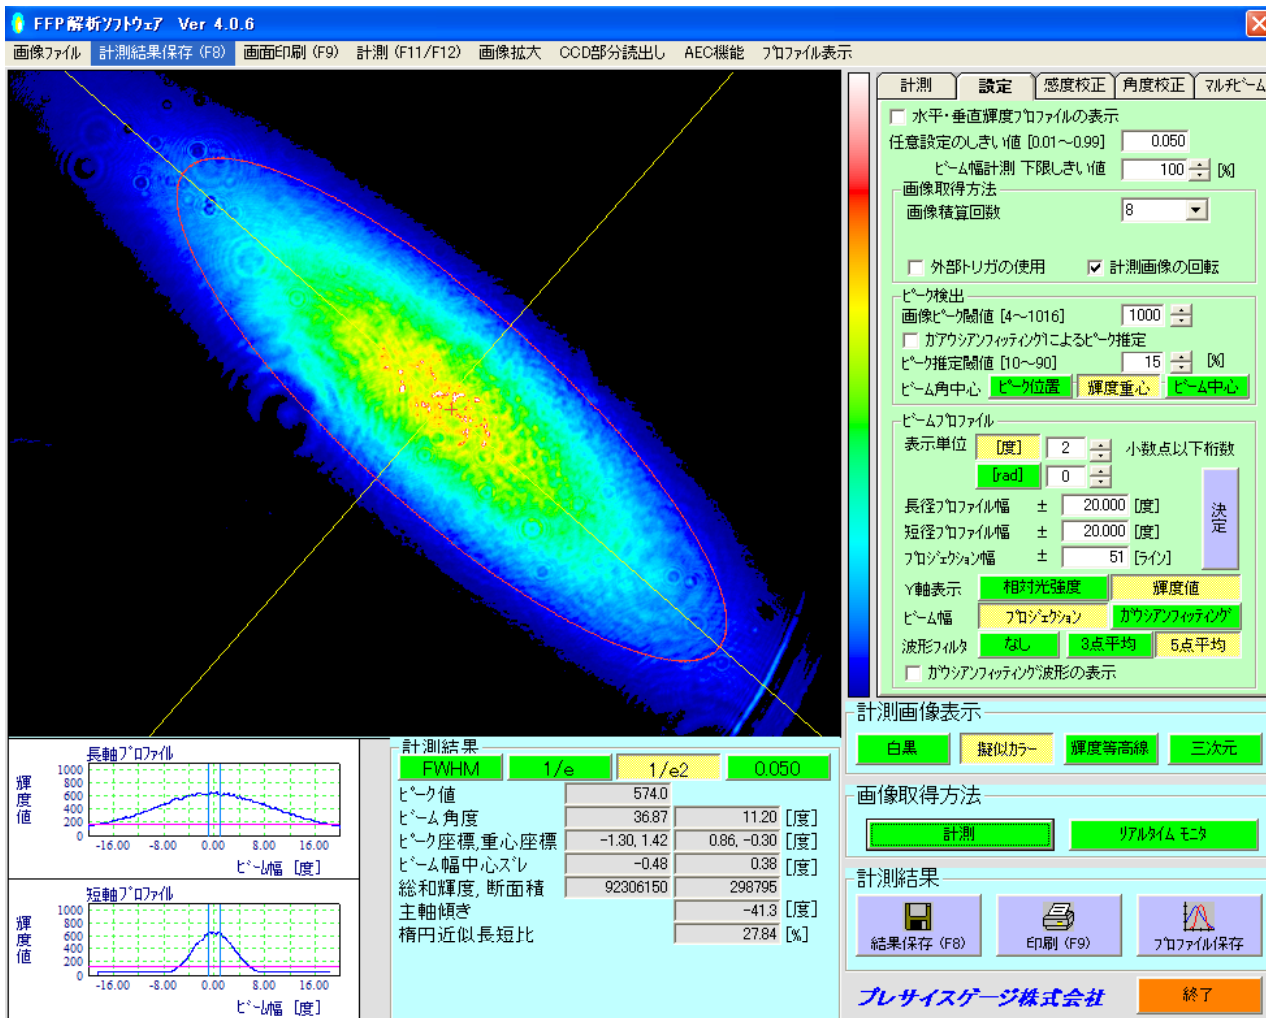 FFP解析ソフトウェア Ver 4.0.6
画像ファイル 計測結果保存 (F8) 画面印刷 (F9) 計測 (F11/F12) 画像拡大 CCD部分読出し AEC機能 プロファイル表示
計測 設定 感度校正 角度校正 マルチビーム
水平・垂直輝度プロファイルの表示
任意設定のしきい値 [0.01～0.99] 0.050
ビーム幅計測 下限しきい値 100 [%]
画像取得方法
画像積算回数 8
外部トリガの使用 計測画像の回転
ピーク検出
画像ピーク閾値 [4～1016] 1000
ガアウシアンフィッティングによるピーク推定
ピーク推定閾値 [10～90] 15 [%]
ビーム角中心 ピーク位置 輝度重心 ビーム中心
ビームプロファイル
表示単位 [度] 2 小数点以下桁数
[rad] 0
長径プロファイル幅 ± 20.000 [度]
短径プロファイル幅 ± 20.000 [度]
プロジェクション幅 ± 51 [ライン]
決定
Y軸表示 相対光強度 輝度値
ビーム幅 プロジェクション ガウシアンフィッティング
波形フィルタ なし 3点平均 5点平均
ガウシアンフィッティング波形の表示
計測画像表示
白黒 擬似カラー 輝度等高線 三次元
画像取得方法
計測 リアルタイム モニタ
計測結果
結果保存 (F8) 印刷 (F9) プロファイル保存
プレサイスゲージ株式会社 終了
長軸プロファイル
輝度値
1000
800
600
400
200
0
-16.00 -8.00 0.00 8.00 16.00
ビーム幅 [度]
短軸プロファイル
輝度値
1000
800
600
400
200
0
-16.00 -8.00 0.00 8.00 16.00
ビーム幅 [度]
計測結果
FWHM 1/e 1/e2 0.050
ピーク値 574.0
ビーム角度 36.87 11.20 [度]
ピーク座標,重心座標 -1.30, 1.42 0.86, -0.30 [度]
ビーム幅中心ズレ -0.48 0.38 [度]
総和輝度, 断面積 92306150 298795
主軸傾き -41.3 [度]
楕円近似長短比 27.84 [%]